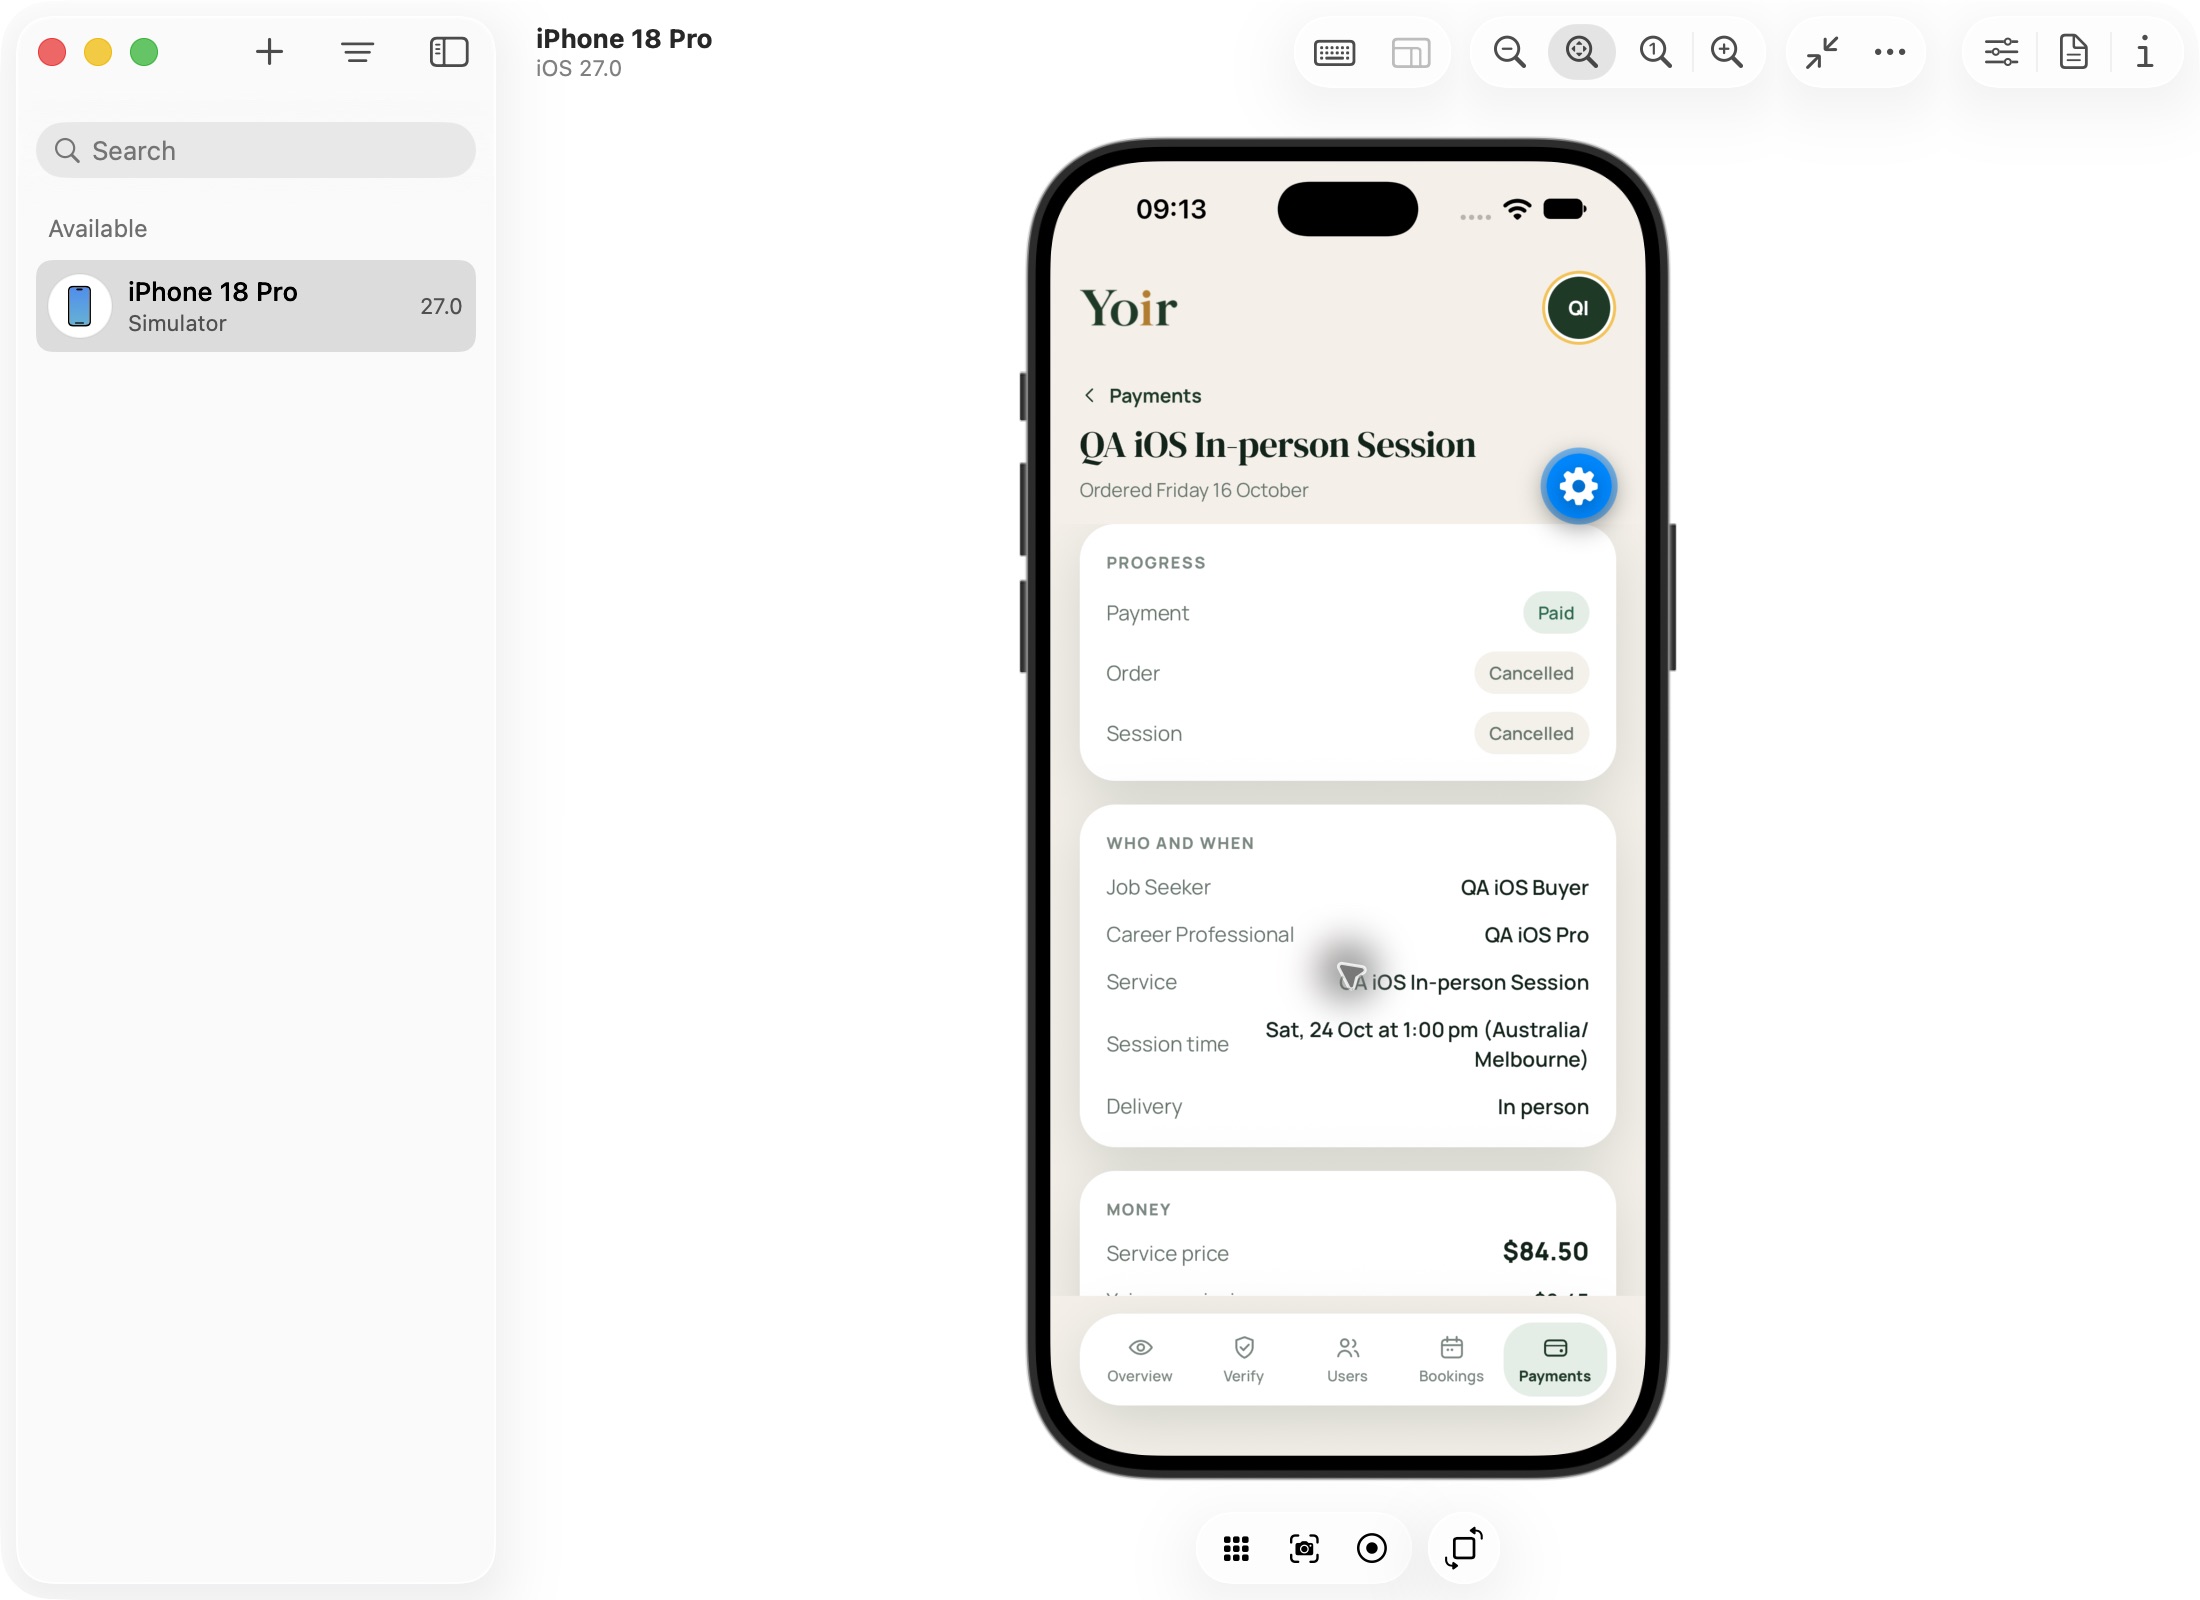 iPhone 18 Pro
iOS 27.0
Search
Available
iPhone 18 Pro
Simulator
27.0
09:13
Yoir
QI
Payments
QA iOS In-person Session
Ordered Friday 16 October
PROGRESS
Payment
Paid
Order
Cancelled
Session
Cancelled
WHO AND WHEN
Job Seeker
QA iOS Buyer
Career Professional
QA iOS Pro
Service
QA iOS In-person Session
Session time
Sat, 24 Oct at 1:00 pm (Australia/
Melbourne)
Delivery
In person
MONEY
Service price
$84.50
Overview
Verify
Users
Bookings
Payments